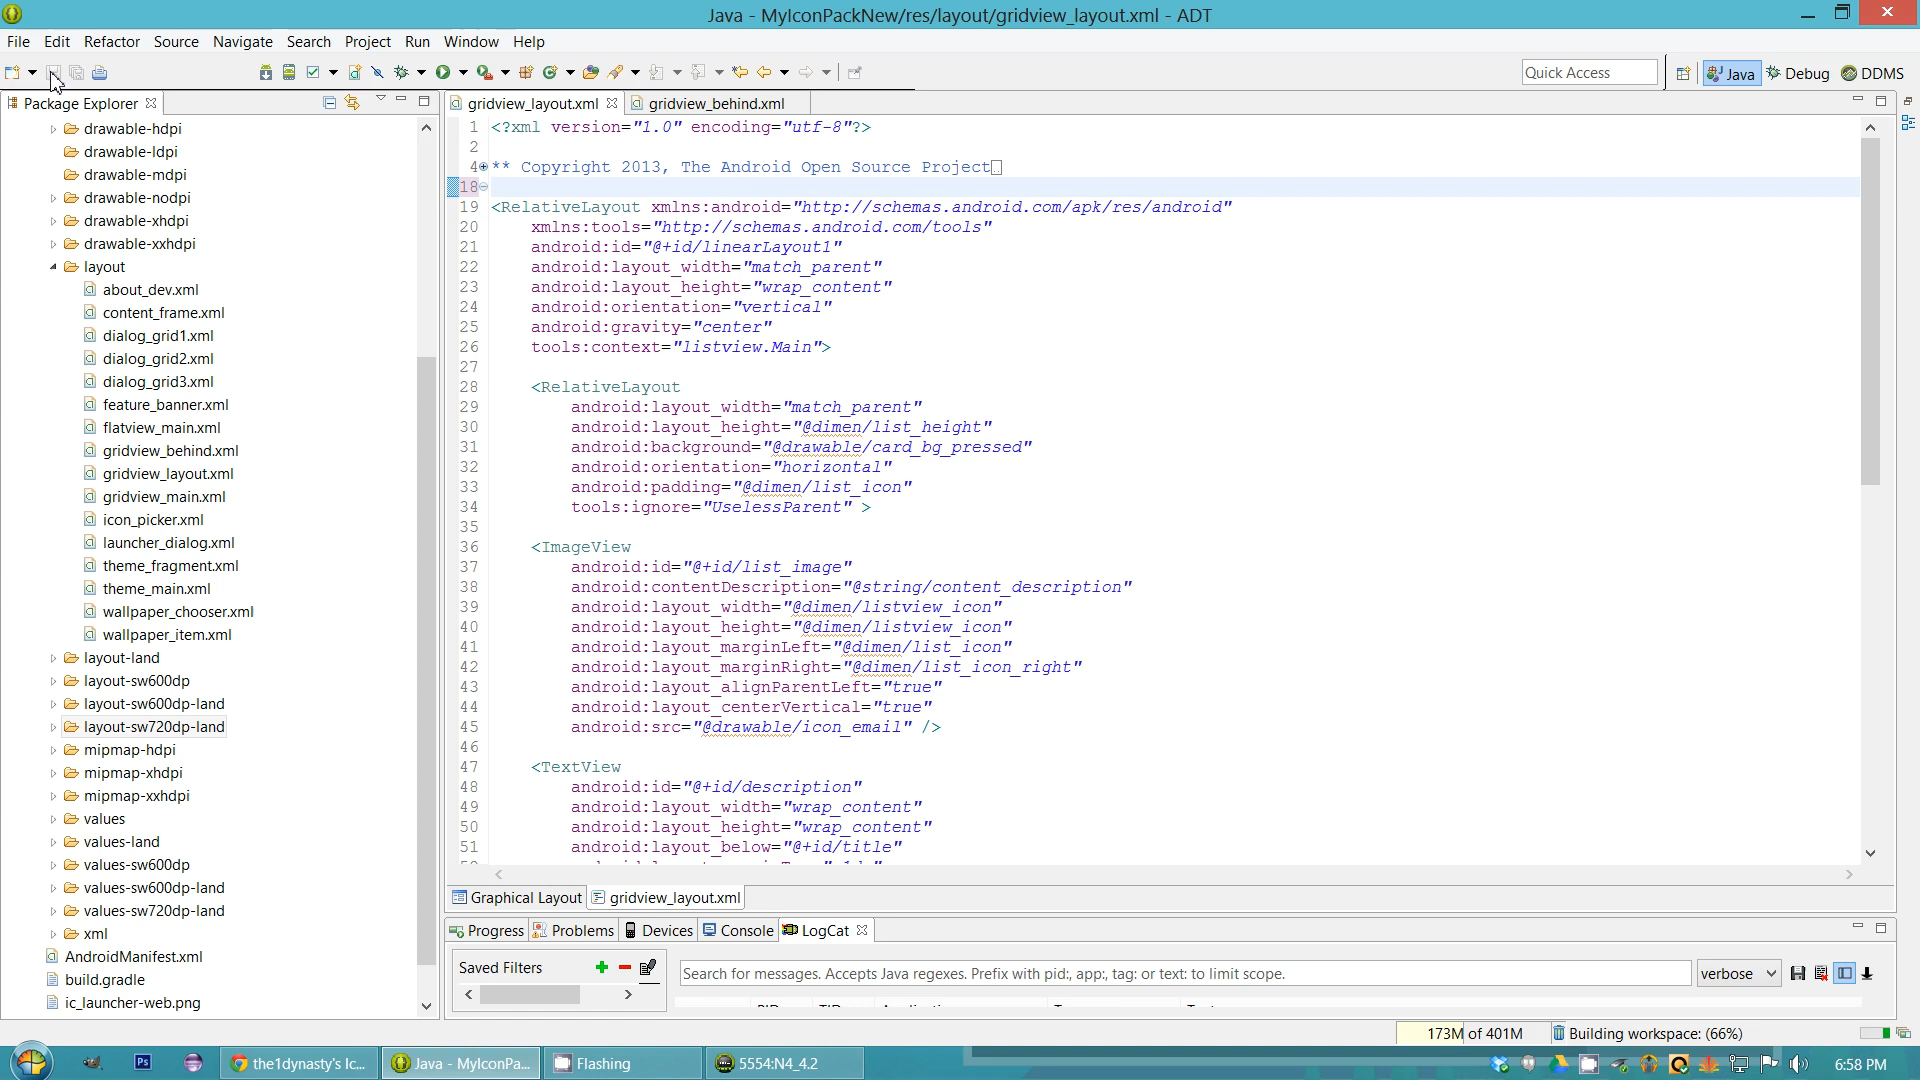 Java - MyIconPackNew/res/layout/gridview_layout.xml - ADT
File Edit Refactor Source Navigate Search Project Run Window Help
Quick Access
Java
Debug
DDMS
Package Explorer
drawable-hdpi
drawable-ldpi
drawable-mdpi
drawable-nodpi
drawable-xhdpi
drawable-xxhdpi
layout
about_dev.xml
content_frame.xml
dialog_grid1.xml
dialog_grid2.xml
dialog_grid3.xml
feature_banner.xml
flatview_main.xml
gridview_behind.xml
gridview_layout.xml
gridview_main.xml
icon_picker.xml
launcher_dialog.xml
theme_fragment.xml
theme_main.xml
wallpaper_chooser.xml
wallpaper_item.xml
layout-land
layout-sw600dp
layout-sw600dp-land
layout-sw720dp-land
mipmap-hdpi
mipmap-xhdpi
mipmap-xxhdpi
values
values-land
values-sw600dp
values-sw600dp-land
values-sw720dp-land
xml
AndroidManifest.xml
build.gradle
ic_launcher-web.png
gridview_layout.xml gridview_behind.xml
1 <?xml version="1.0" encoding="utf-8"?>
2
4 ** Copyright 2013, The Android Open Source Project
18
19 <RelativeLayout xmlns:android="http://schemas.android.com/apk/res/android"
20 xmlns:tools="http://schemas.android.com/tools"
21 android:id="@+id/linearLayout1"
22 android:layout_width="match_parent"
23 android:layout_height="wrap_content"
24 android:orientation="vertical"
25 android:gravity="center"
26 tools:context="listview.Main">
27
28 <RelativeLayout
29 android:layout_width="match_parent"
30 android:layout_height="@dimen/list_height"
31 android:background="@drawable/card_bg_pressed"
32 android:orientation="horizontal"
33 android:padding="@dimen/list_icon"
34 tools:ignore="UselessParent" >
35
36 <ImageView
37 android:id="@+id/list_image"
38 android:contentDescription="@string/content_description"
39 android:layout_width="@dimen/listview_icon"
40 android:layout_height="@dimen/listview_icon"
41 android:layout_marginLeft="@dimen/list_icon"
42 android:layout_marginRight="@dimen/list_icon_right"
43 android:layout_alignParentLeft="true"
44 android:layout_centerVertical="true"
45 android:src="@drawable/icon_email" />
46
47 <TextView
48 android:id="@+id/description"
49 android:layout_width="wrap_content"
50 android:layout_height="wrap_content"
51 android:layout_below="@+id/title"
Graphical Layout gridview_layout.xml
Progress Problems Devices Console LogCat
Saved Filters
Search for messages. Accepts Java regexes. Prefix with pid:, app:, tag: or text: to limit scope.
verbose
173M of 401M
Building workspace: (66%)
Ps
the1dynasty's Ic...
Java - MyIconPa...
Flashing
5554:N4_4.2
6:58 PM